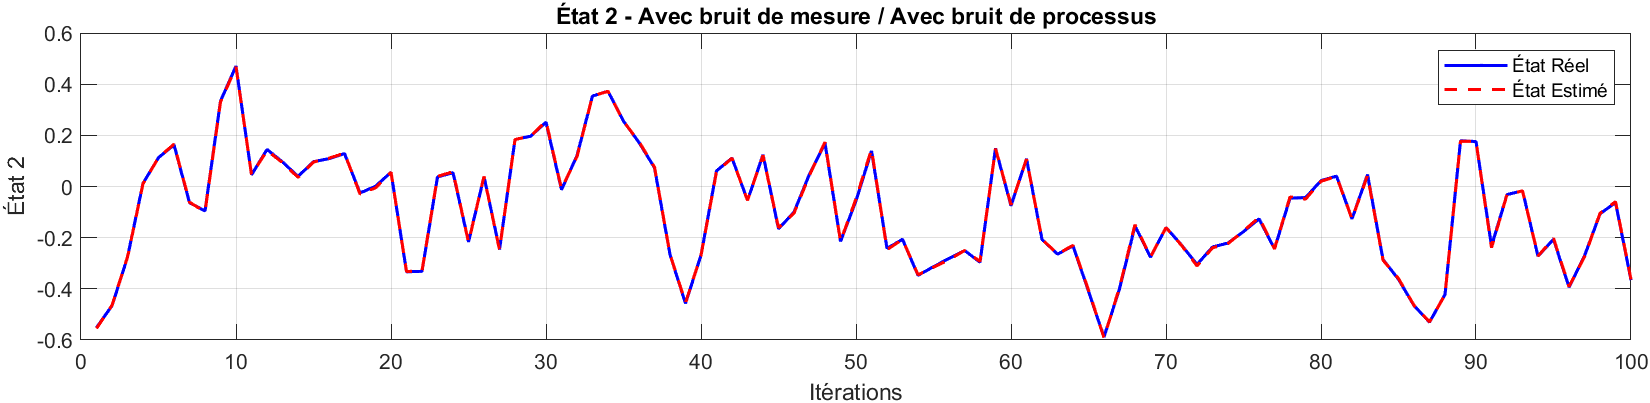 État 2 - Avec bruit de mesure / Avec bruit de processus
État 2
0.6
0.4
0.2
0
-0.2
-0.4
-0.6
État Réel
État Estimé
0 10 20 30 40 50 60 70 80 90 100
Itérations